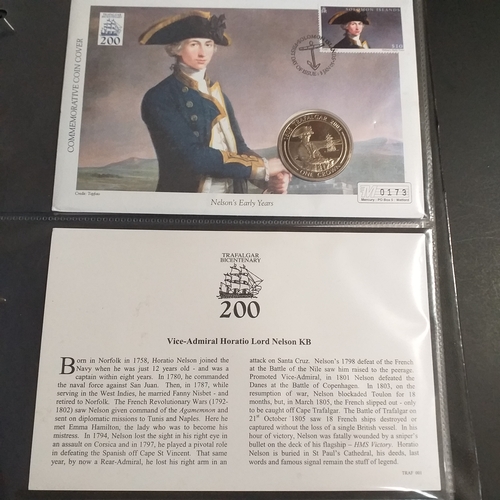 COMMEMORATIVE COIN COVER
200
SOLOMON ISLANDS
THE TRAFALGAR
ONE CROWN
Credit: Topfoto
Nelson's Early Years
0173
Mercury - PO Box
TRAFALGAR
BICENTENARY
200
Vice-Admiral Horatio Lord Nelson KB
Born in Norfolk in 1758, Horatio Nelson joined the
Navy when he was just 12 years old - and was a
captain within eight years. In 1780, he commanded
the naval force against San Juan. Then, in 1787, while
serving in the West Indies, he married Fanny Nisbet - and
retired to Norfolk. The French Revolutionary Wars (1792-
1802) saw Nelson given command of the Agamemnon and
sent on diplomatic missions to Tunis and Naples. Here he
met Emma Hamilton, the lady who was to become his
mistress. In 1794, Nelson lost the sight in his right eye
in an assault on Corsica and in 1797, he played a pivotal role
in defeating the Spanish off Cape St Vincent. That same
year, by now a Rear-Admiral, he lost his right arm in an
attack on Santa Cruz. Nelson's 1798 defeat of the French
at the Battle of the Nile saw him raised to the peerage.
Promoted Vice-Admiral, in 1801 Nelson defeated the
Danes at the Battle of Copenhagen. In 1803, on the
resumption of war, Nelson blockaded Toulon for 18
months, but, in March 1805, the French slipped out - only
to be caught off Cape Trafalgar. The Battle of Trafalgar on
21st October 1805 saw 18 French ships destroyed or
captured without the loss of a single British vessel. In his
hour of victory, Nelson was fatally wounded by a sniper's
bullet on the deck of his flagship - HMS Victory. Horatio
Nelson is buried in St Paul's Cathedral, his deeds, last
words and famous signal remain the stuff of legend.